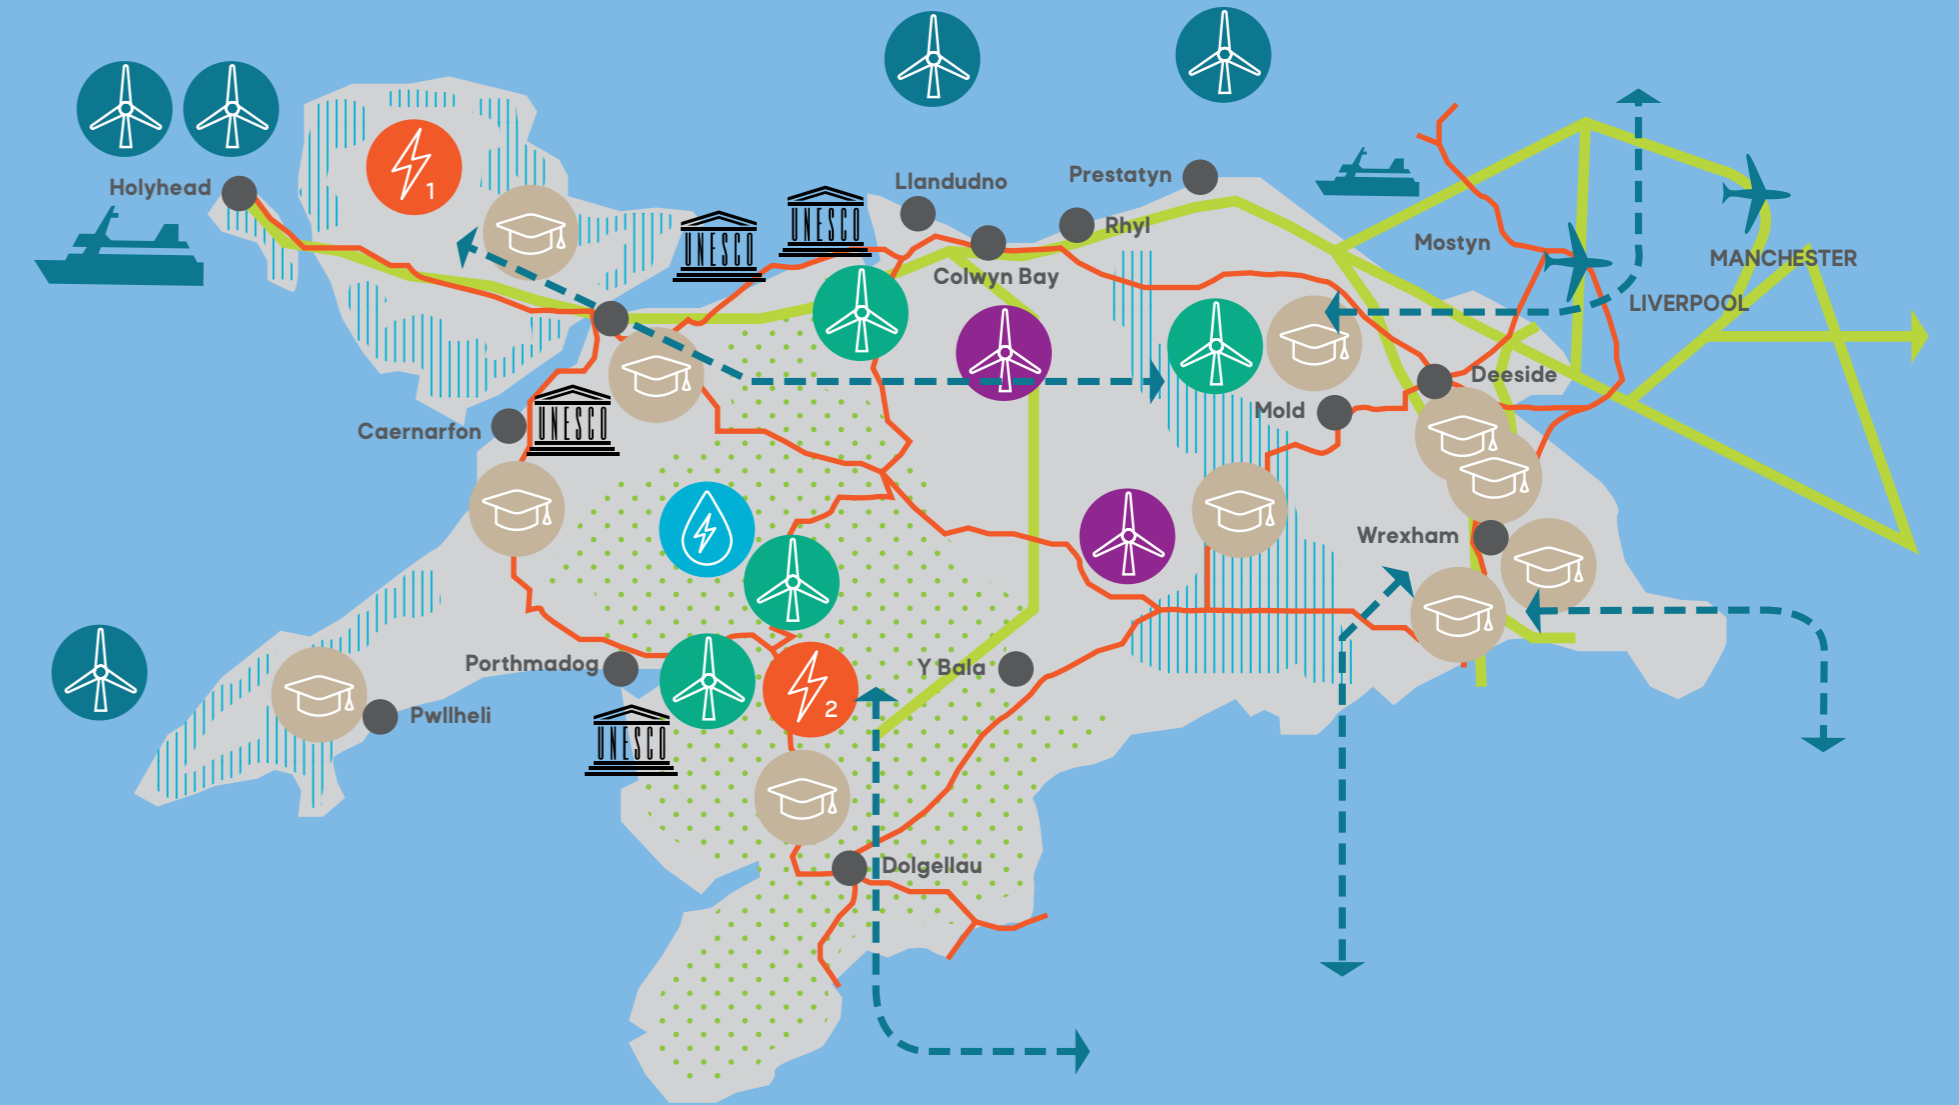 Holyhead
1
Llandudno
Prestatyn
Rhyl
UNESCO
UNESCO
Colwyn Bay
Mostyn
MANCHESTER
LIVERPOOL
Deeside
Mold
Caernarfon
UNESCO
Wrexham
Porthmadog
Y Bala
Pwllheli
2
UNESCO
Dolgellau